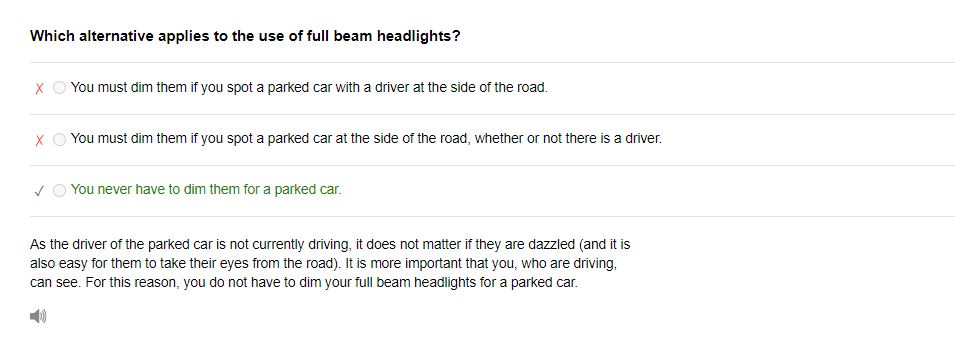 Which alternative applies to the use of full beam headlights?
You must dim them if you spot a parked car with a driver at the side of the road.
You must dim them if you spot a parked car at the side of the road, whether or not there is a driver.
You never have to dim them for a parked car.
As the driver of the parked car is not currently driving, it does not matter if they are dazzled (and it is
also easy for them to take their eyes from the road). It is more important that you, who are driving,
can see. For this reason, you do not have to dim your full beam headlights for a parked car.